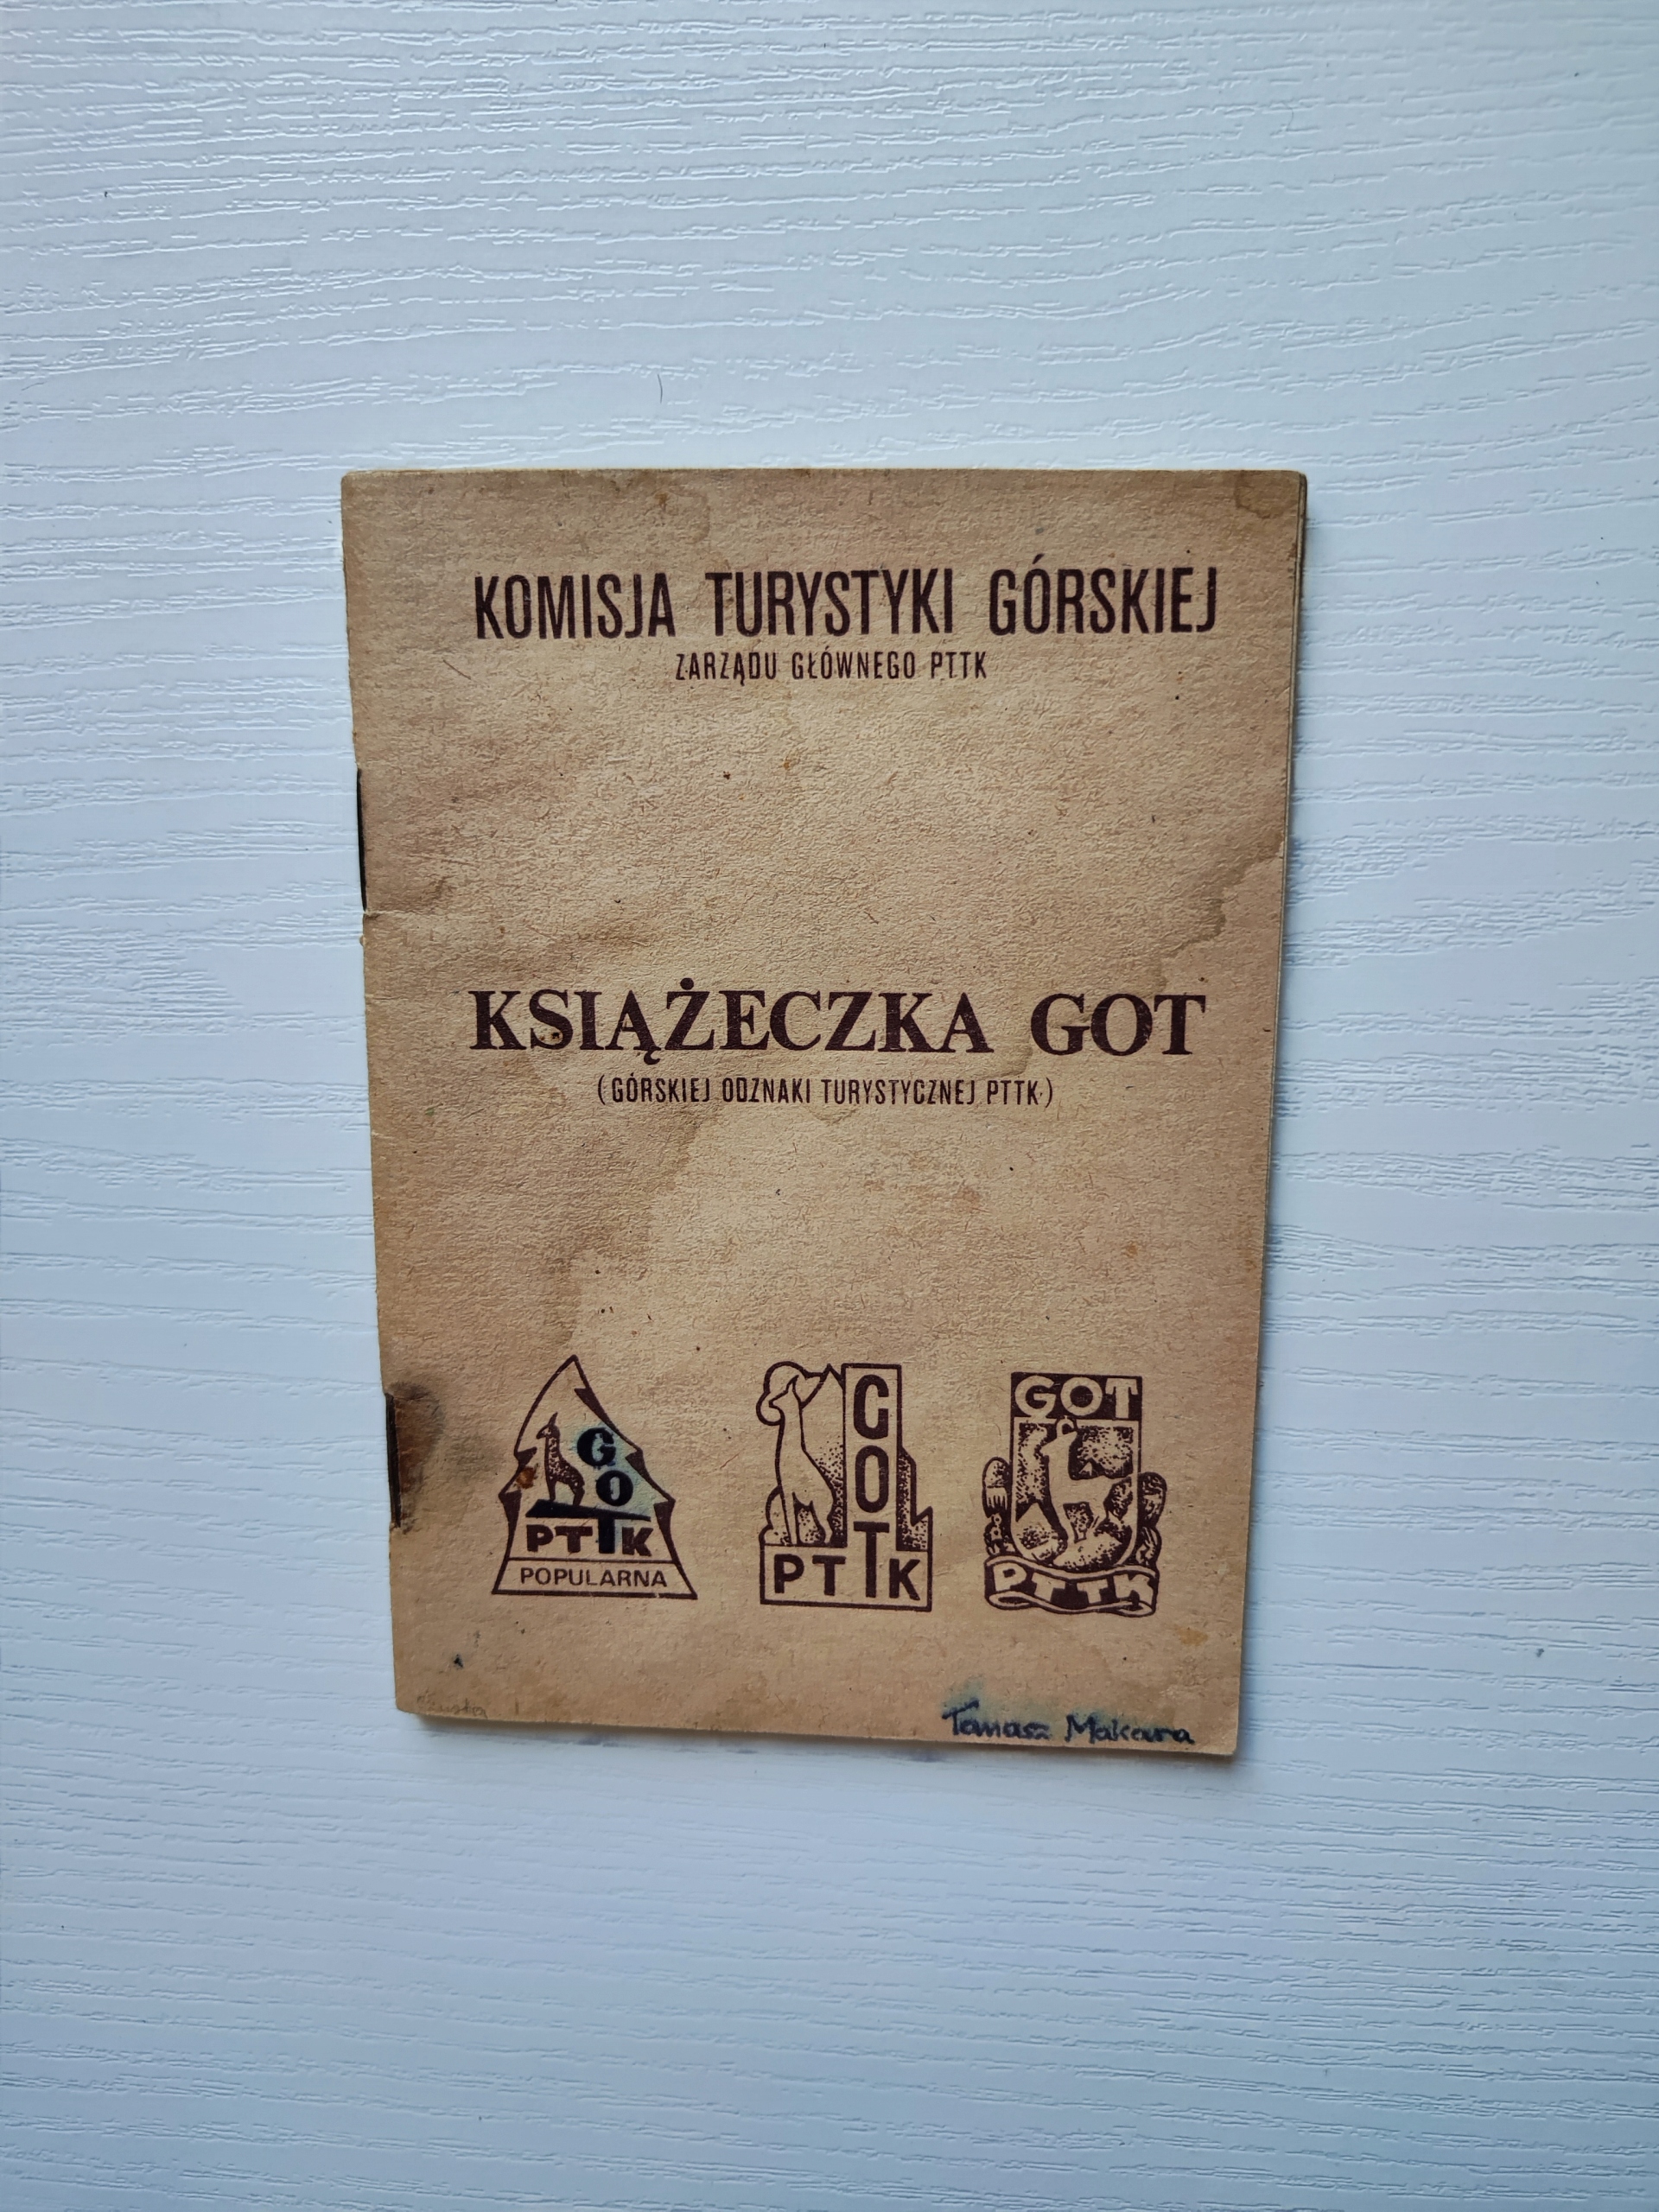 KOMISJA TURYSTYKI GÓRSKIEJ
ZARZĄDU GŁÓWNEGO PTTK
KSIĄŻECZKA GOT
(GÓRSKIEJ ODZNAKI TURYSTYCZNEJ PTTK)
GO
PTTK
POPULARNA
GOT
PTTK
GOT
PTTK
Tomasz Makara